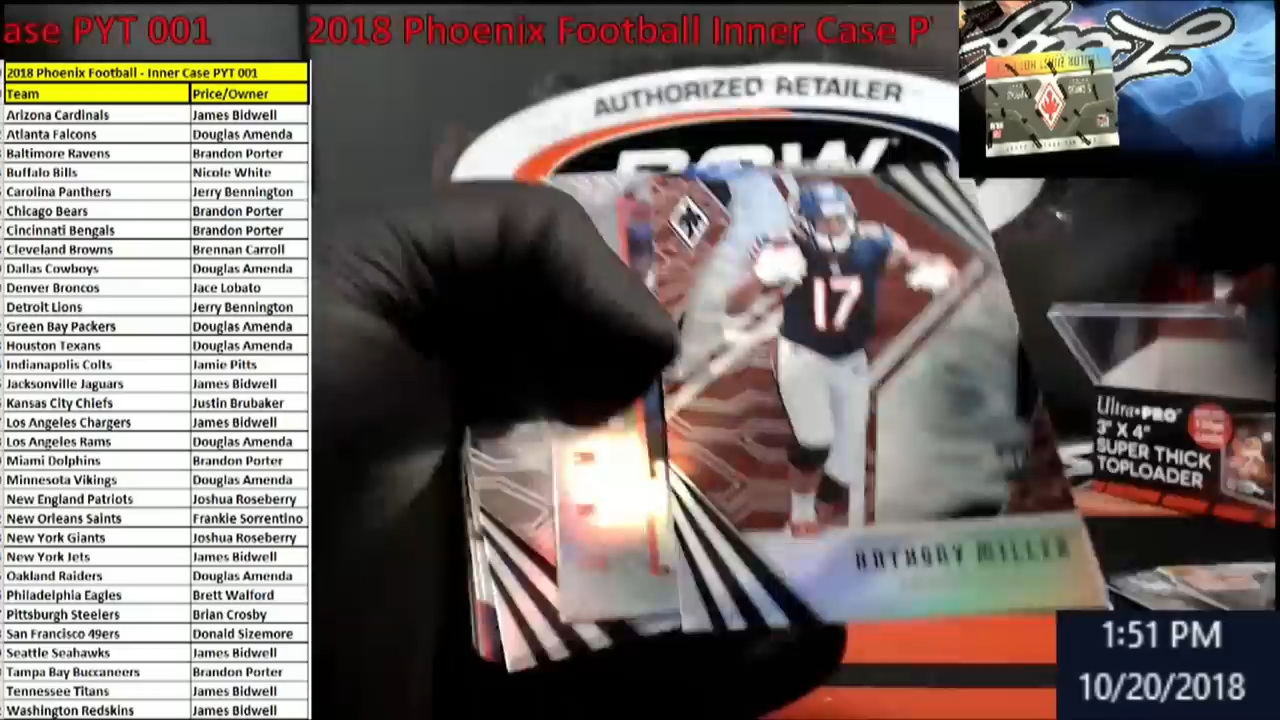 ase PYT 001
2018 Phoenix Football Inner Case P
2018 Phoenix Football - Inner Case PYT 001
Team Price/Owner
Arizona Cardinals James Bidwell
Atlanta Falcons Douglas Amenda
Baltimore Ravens Brandon Porter
Buffalo Bills Nicole White
Carolina Panthers Jerry Bennington
Chicago Bears Brandon Porter
Cincinnati Bengals Brandon Porter
Cleveland Browns Brennan Carroll
Dallas Cowboys Douglas Amenda
Denver Broncos Jace Lobato
Detroit Lions Jerry Bennington
Green Bay Packers Douglas Amenda
Houston Texans Douglas Amenda
Indianapolis Colts Jamie Pitts
Jacksonville Jaguars James Bidwell
Kansas City Chiefs Justin Brubaker
Los Angeles Chargers James Bidwell
Los Angeles Rams Douglas Amenda
Miami Dolphins Brandon Porter
Minnesota Vikings Douglas Amenda
New England Patriots Joshua Roseberry
New Orleans Saints Frankie Sorrentino
New York Giants Joshua Roseberry
New York Jets James Bidwell
Oakland Raiders Douglas Amenda
Philadelphia Eagles Brett Walford
Pittsburgh Steelers Brian Crosby
San Francisco 49ers Donald Sizemore
Seattle Seahawks James Bidwell
Tampa Bay Buccaneers Brandon Porter
Tennessee Titans James Bidwell
Washington Redskins James Bidwell
AUTHORIZED RETAILER
BCW
17
ANTHONY MILLER
Ultra•PRO
3" X 4"
SUPER THICK
TOPLOADER
1:51 PM
10/20/2018